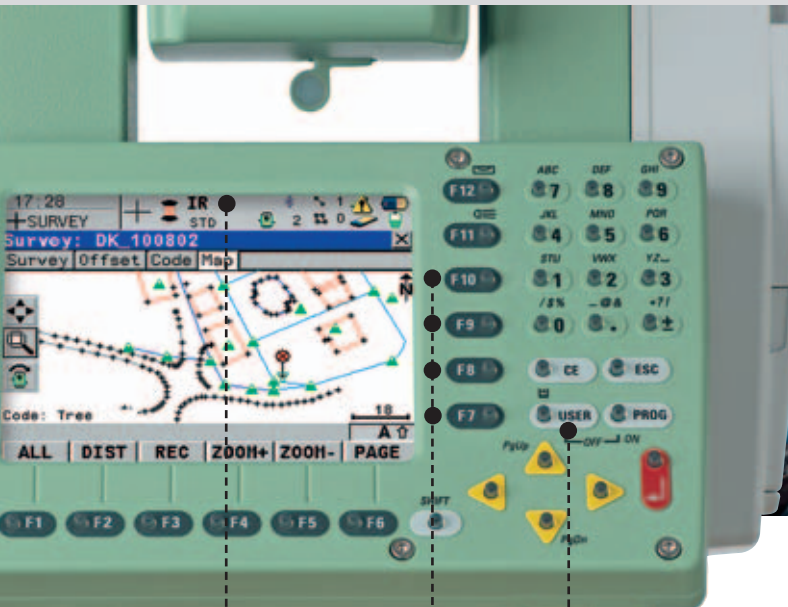 ABC DEF GHI
F12 7 8 9
17:28 IR 1
+SURVEY STD 2 0
JKL MNO PQR
F11 4 5 6
Survey: DK_100802 X
Survey Offset Code Map
STU VWX YZ_
F10 1 2 3
N
/$% _@& *?!
F9 0 . ±
F8 CE ESC
Code: Tree 18
F7 USER PROG
A
OFF ON
PgUp
ALL DIST REC ZOOM+ ZOOM- PAGE
SHIFT
F1 F2 F3 F4 F5 F6
PgDn